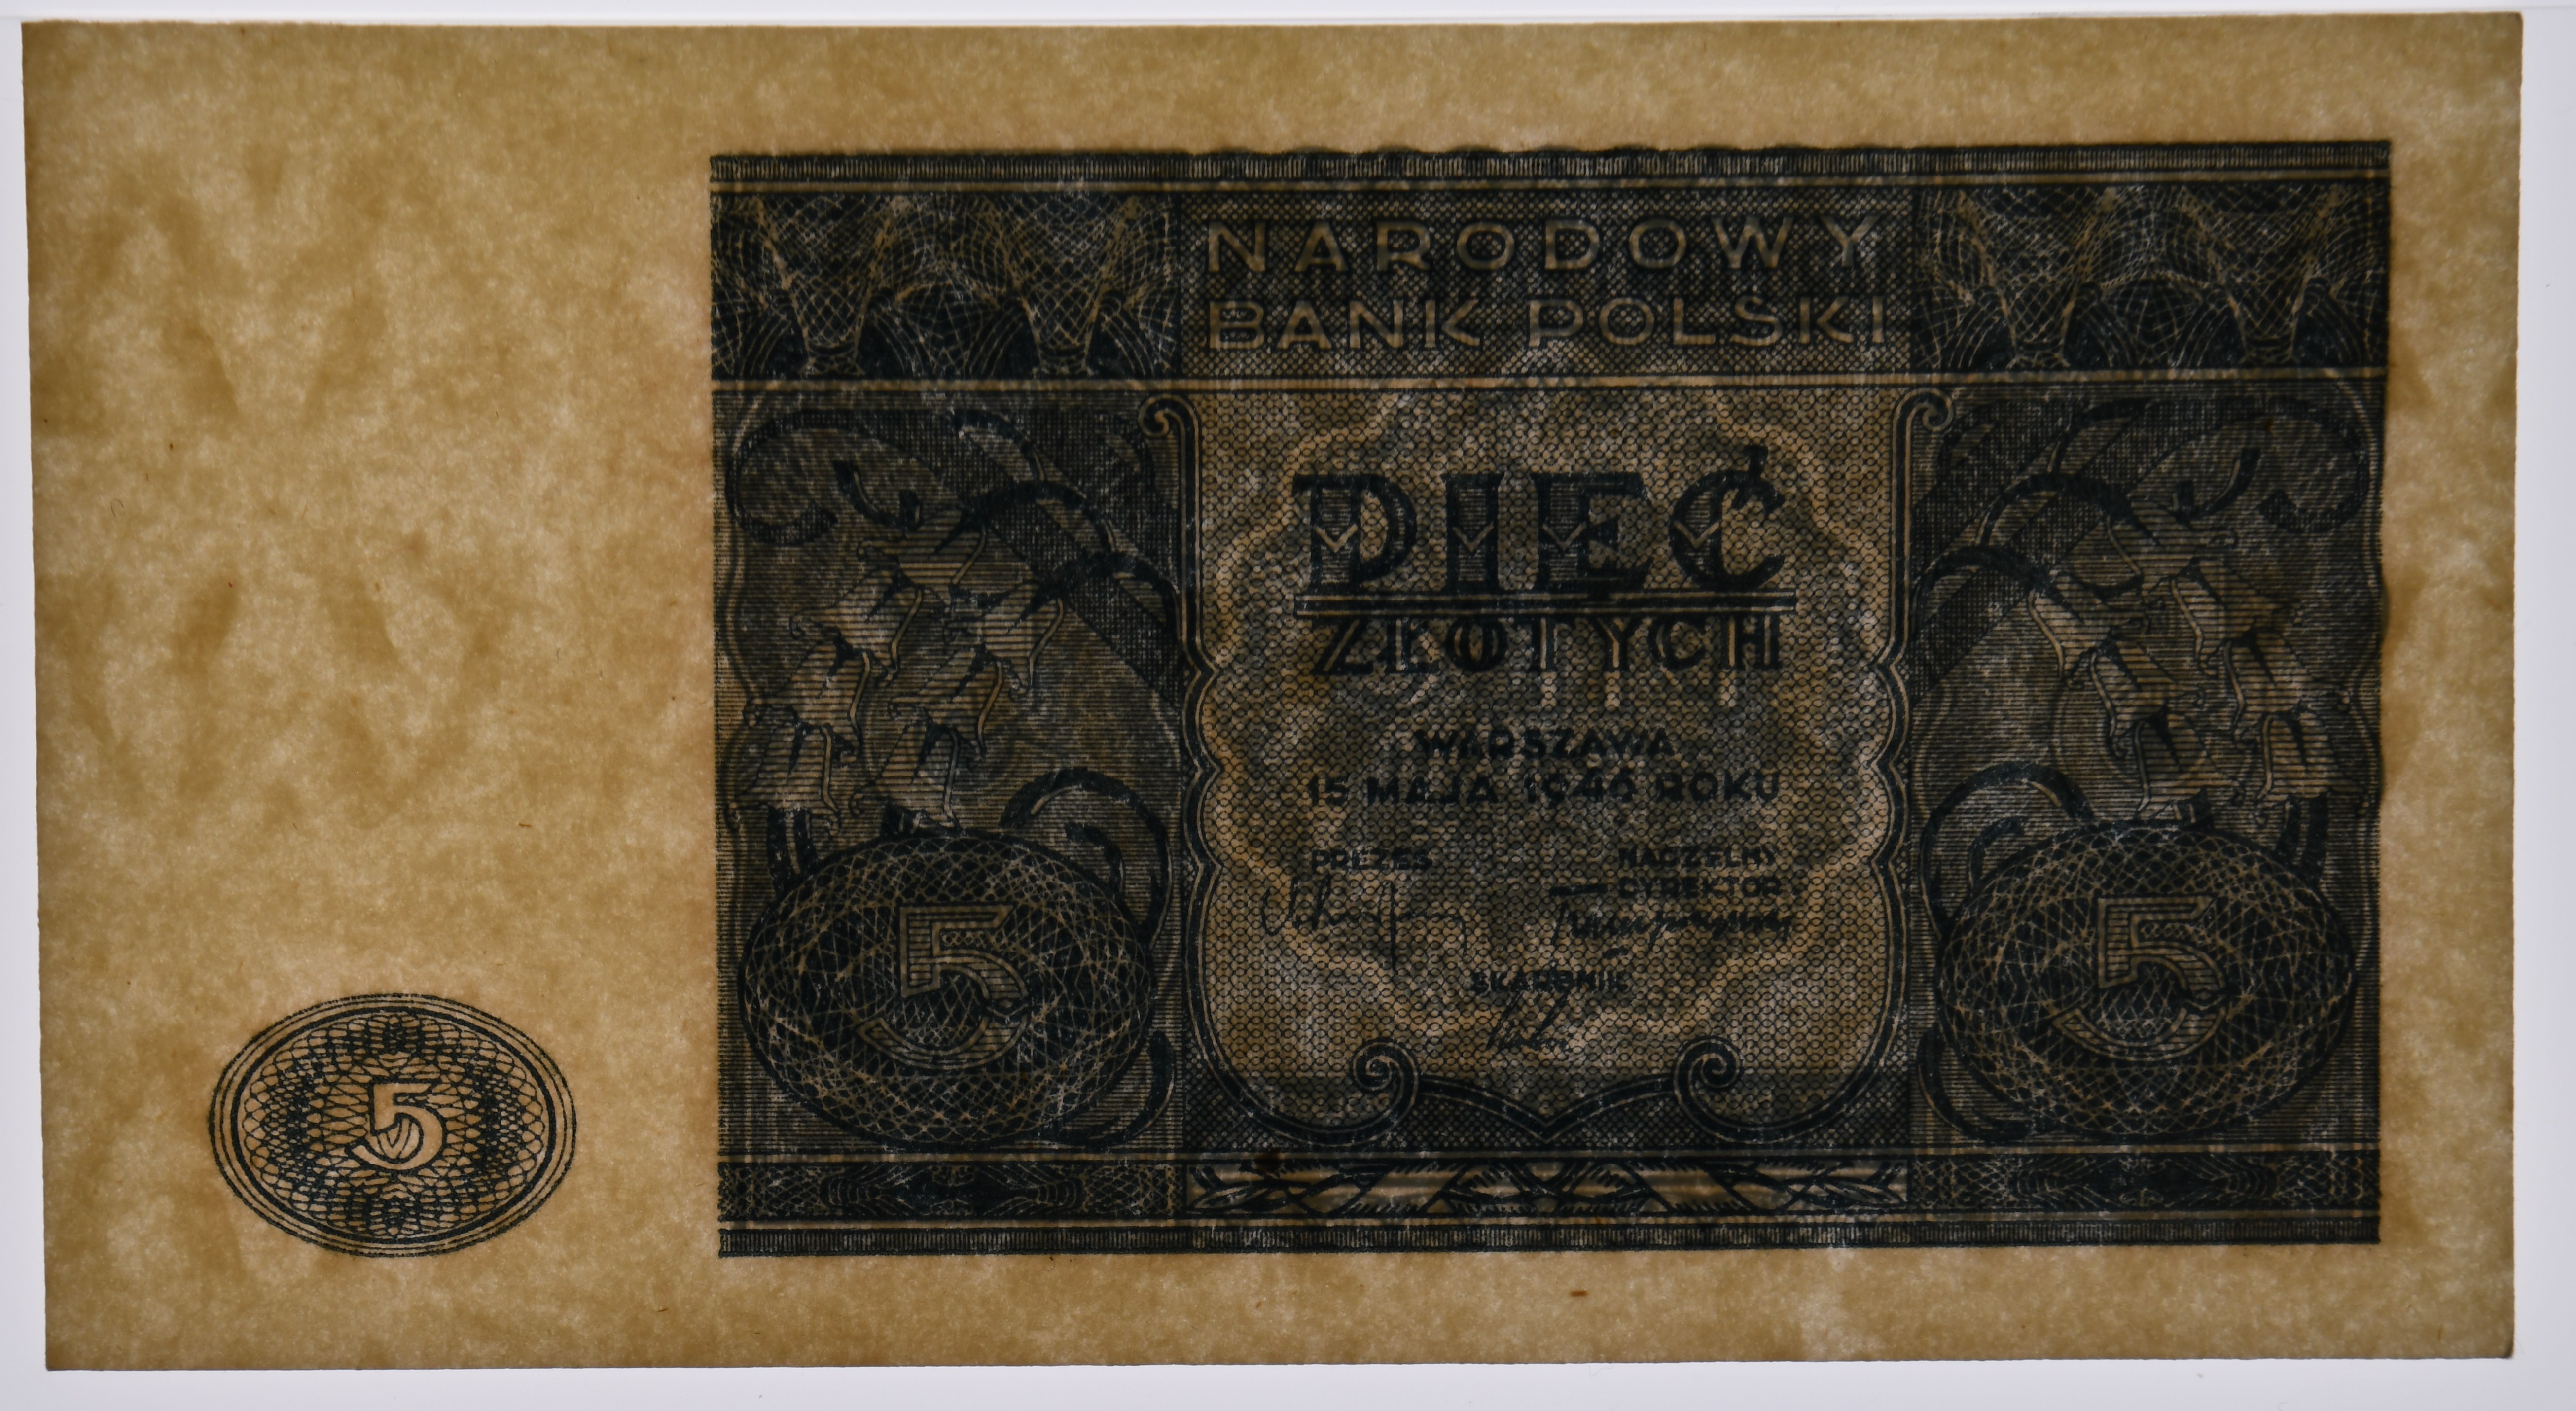 NARODOWY
BANK POLSKI
PIĘĆ
ZŁOTYCH
WARSZAWA
15 MAJA 1946 ROKU
PREZES
NACZELNY
DYREKTOR
SKARBNIK
5
5
5